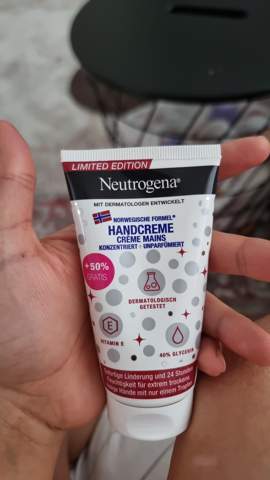 LIMITED EDITION
Neutrogena®
MIT DERMATOLOGEN ENTWICKELT
NORWEGISCHE FORMEL®
HANDCREME
CRÈME MAINS
KONZENTRIERT - UNPARFÜMIERT
+50%
GRATIS
DERMATOLOGISCH
GETESTET
E
VITAMIN E
40% GLYCERIN
Sofortige Linderung und 24 Stunden
Feuchtigkeit für extrem trockene,
Hände mit nur einem Tropfen